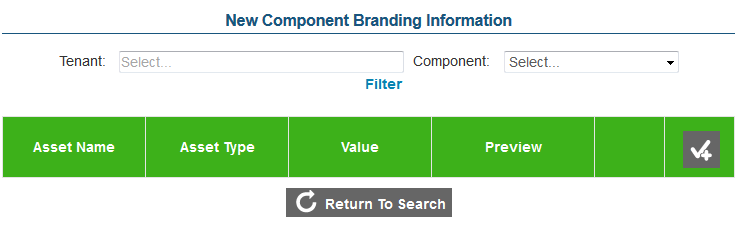 New Component Branding Information
Tenant: Select... Component: Select...
Filter
Asset Name Asset Type Value Preview
Return To Search